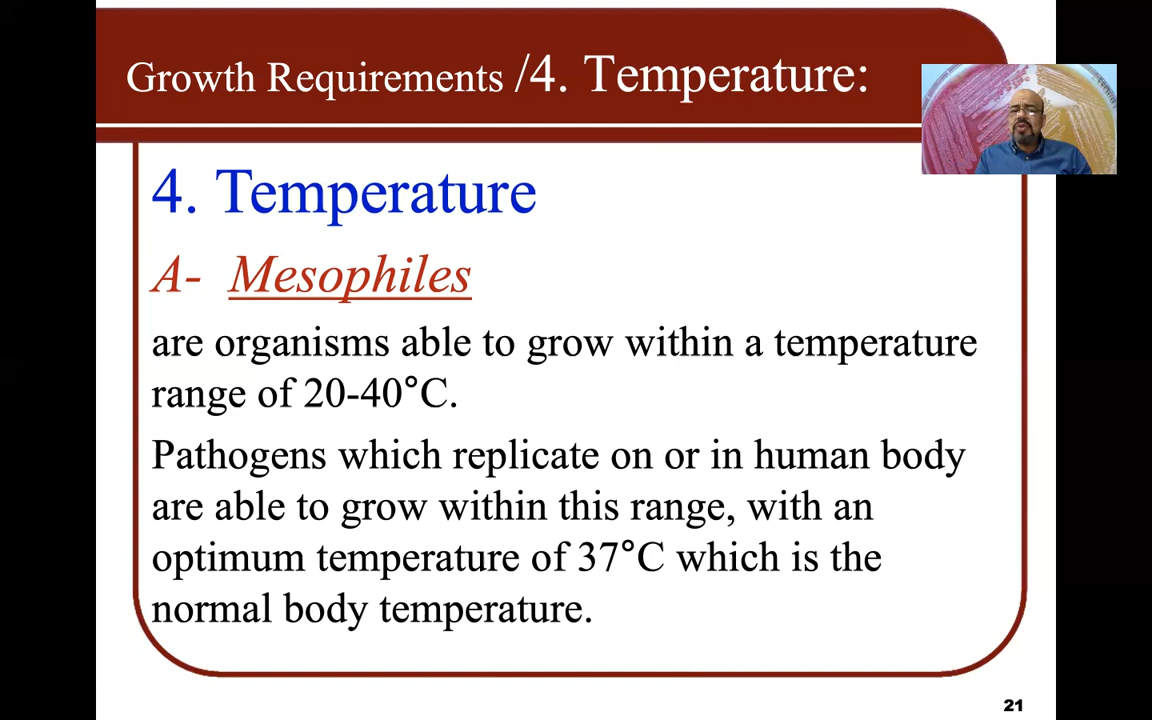 Growth Requirements /4. Temperature:
4. Temperature
A- Mesophiles
are organisms able to grow within a temperature
range of 20-40°C.
Pathogens which replicate on or in human body
are able to grow within this range, with an
optimum temperature of 37°C which is the
normal body temperature.
21